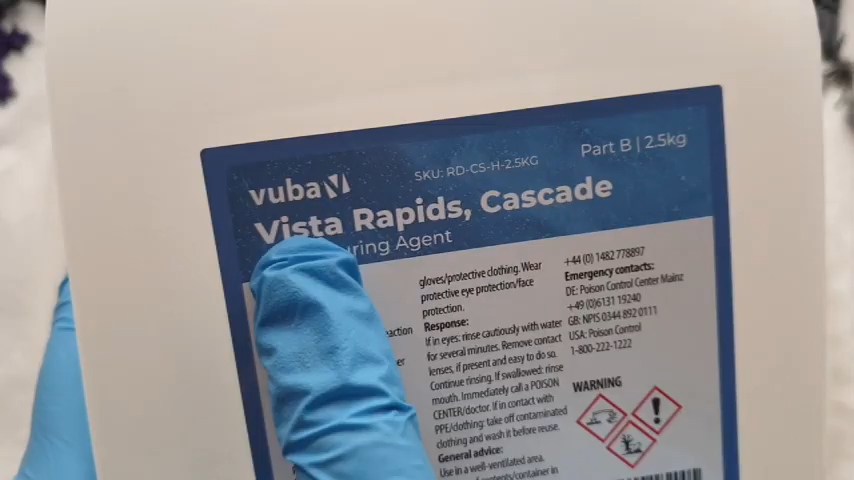 vuba
SKU: RD-CS-H-2.5KG
Part B | 2.5kg
Vista Rapids, Cascade
ring Agent
gloves/protective clothing. Wear
protective eye protection/face
protection.
Response:
If in eyes: rinse cautiously with water
for several minutes. Remove contact
lenses, if present and easy to do so.
Continue rinsing. If swallowed: rinse
mouth. Immediately call a POISON
CENTER/doctor. If in contact with
PPE/clothing: take off contaminated
clothing and wash it before reuse.
General advice:
Use in a well-ventilated area.
contents/container in
+44 (0) 1482 778897
Emergency contacts:
DE: Poison Control Center Mainz
+49 (0)6131 19240
GB: NPIS 0344 892 0111
USA: Poison Control
1-800-222-1222
WARNING